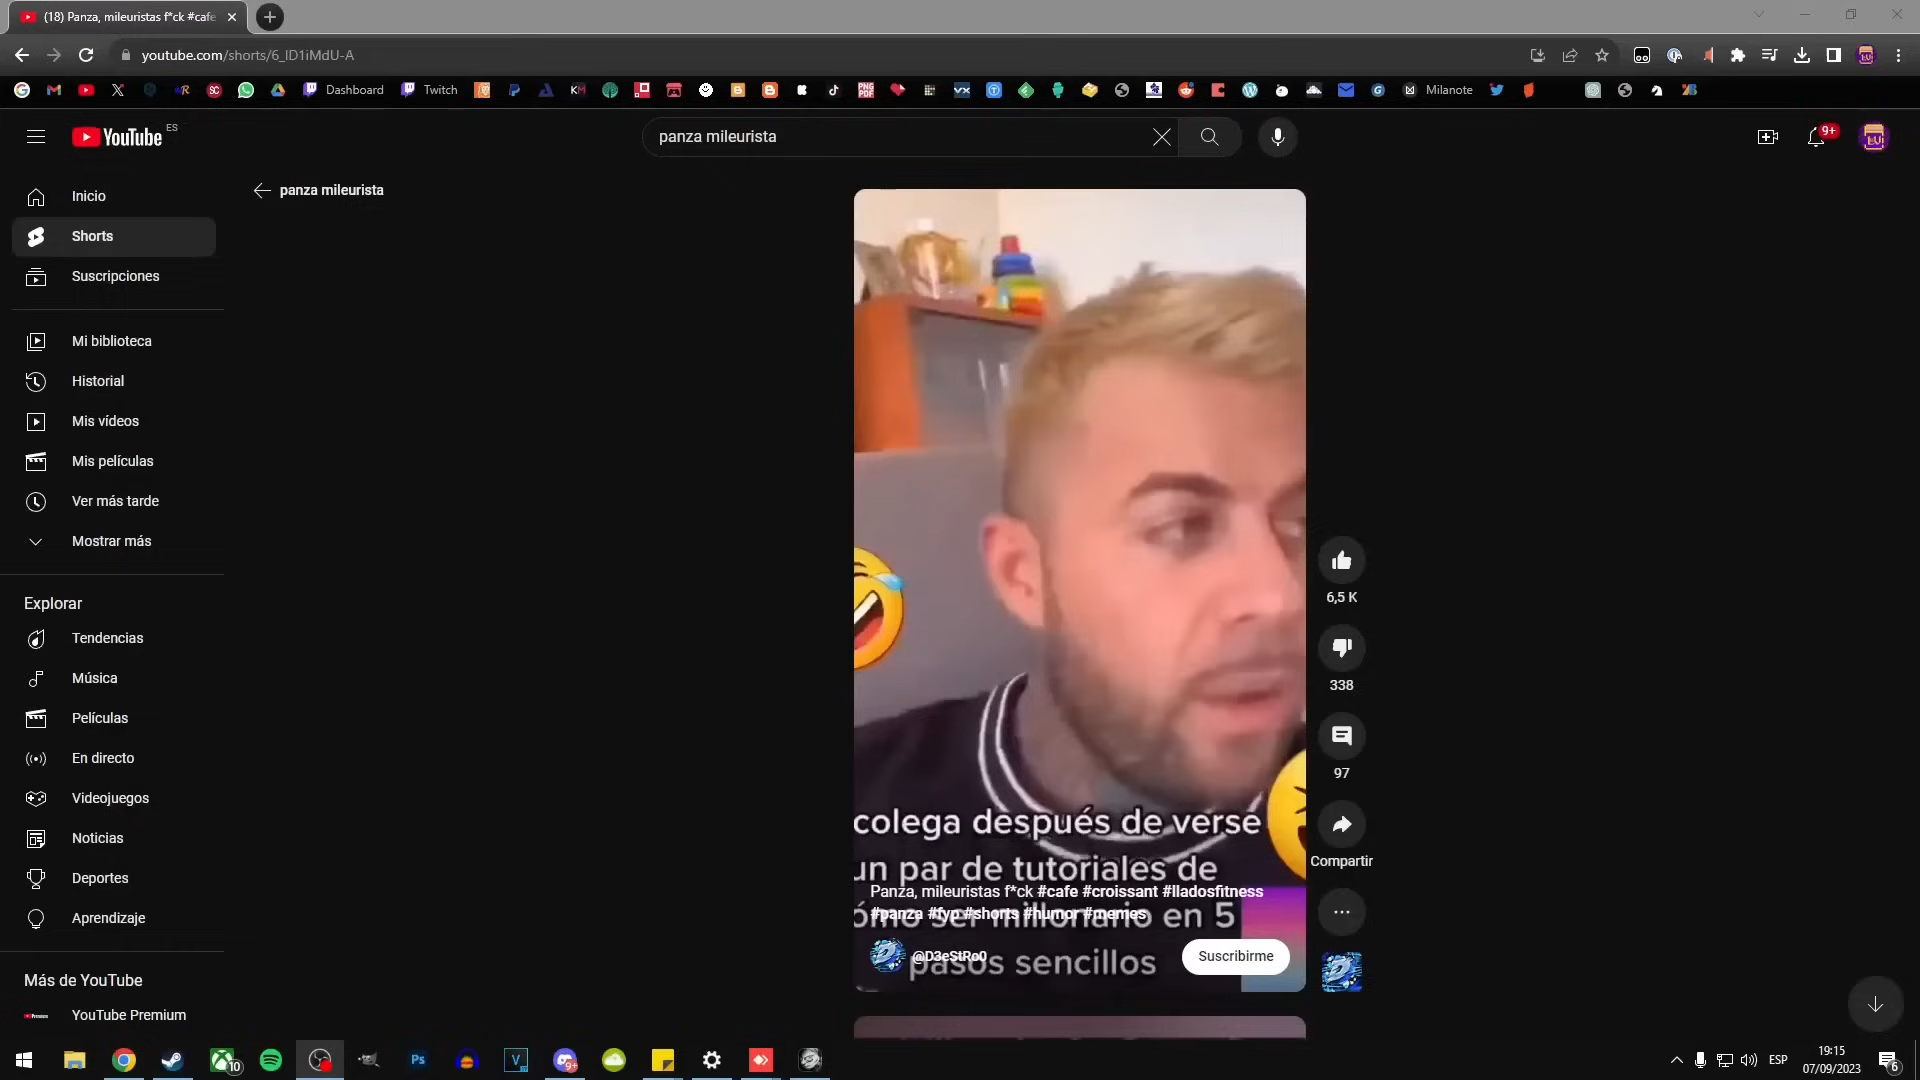 (18) Panza, mileuristas f*ck #cafe
youtube.com/shorts/6_lD1iMdU-A
Dashboard
Twitch
Milanote
YouTube ES
panza mileurista
9+
Inicio
Shorts
Suscripciones
Mi biblioteca
Historial
Mis vídeos
Mis películas
Ver más tarde
Mostrar más
Explorar
Tendencias
Música
Películas
En directo
Videojuegos
Noticias
Deportes
Aprendizaje
Más de YouTube
YouTube Premium
panza mileurista
colega después de verse
un par de tutoriales de
ómo ser millonario en 5
pasos sencillos
Panza, mileuristas f*ck #cafe #croissant #lladosfitness
#panza #fyp #shorts #humor #memes
@D3eStRo0
Suscribirme
6,5 K
338
97
Compartir
10
Ps
V
9+
ESP
19:15
07/09/2023
6